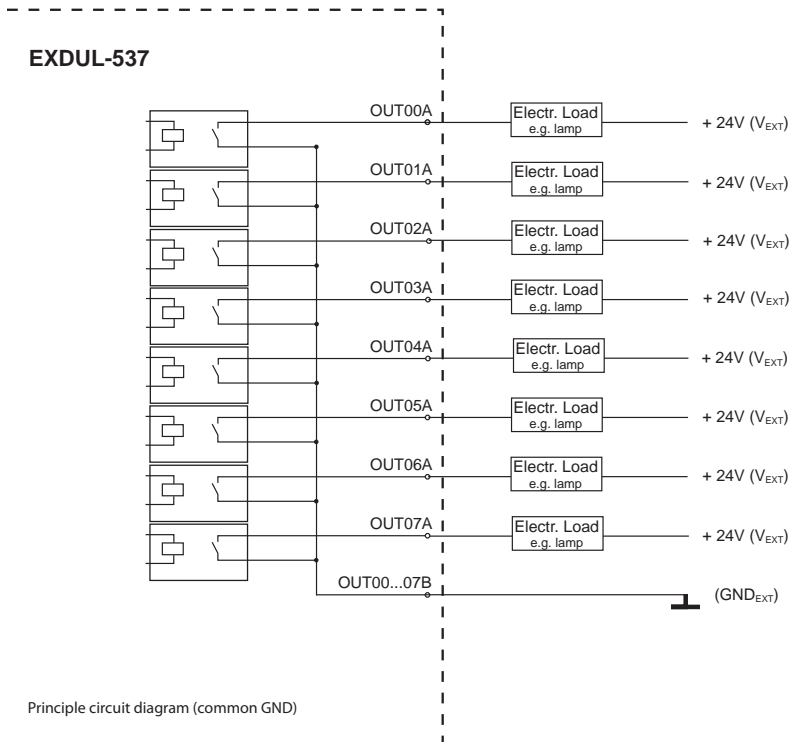 EXDUL-537
OUT00A Electr. Load + 24V (VEXT)
e.g. lamp
OUT01A Electr. Load + 24V (VEXT)
e.g. lamp
OUT02A Electr. Load + 24V (VEXT)
e.g. lamp
OUT03A Electr. Load + 24V (VEXT)
e.g. lamp
OUT04A Electr. Load + 24V (VEXT)
e.g. lamp
OUT05A Electr. Load + 24V (VEXT)
e.g. lamp
OUT06A Electr. Load + 24V (VEXT)
e.g. lamp
OUT07A Electr. Load + 24V (VEXT)
e.g. lamp
OUT00...07B (GNDEXT)
Principle circuit diagram (common GND)